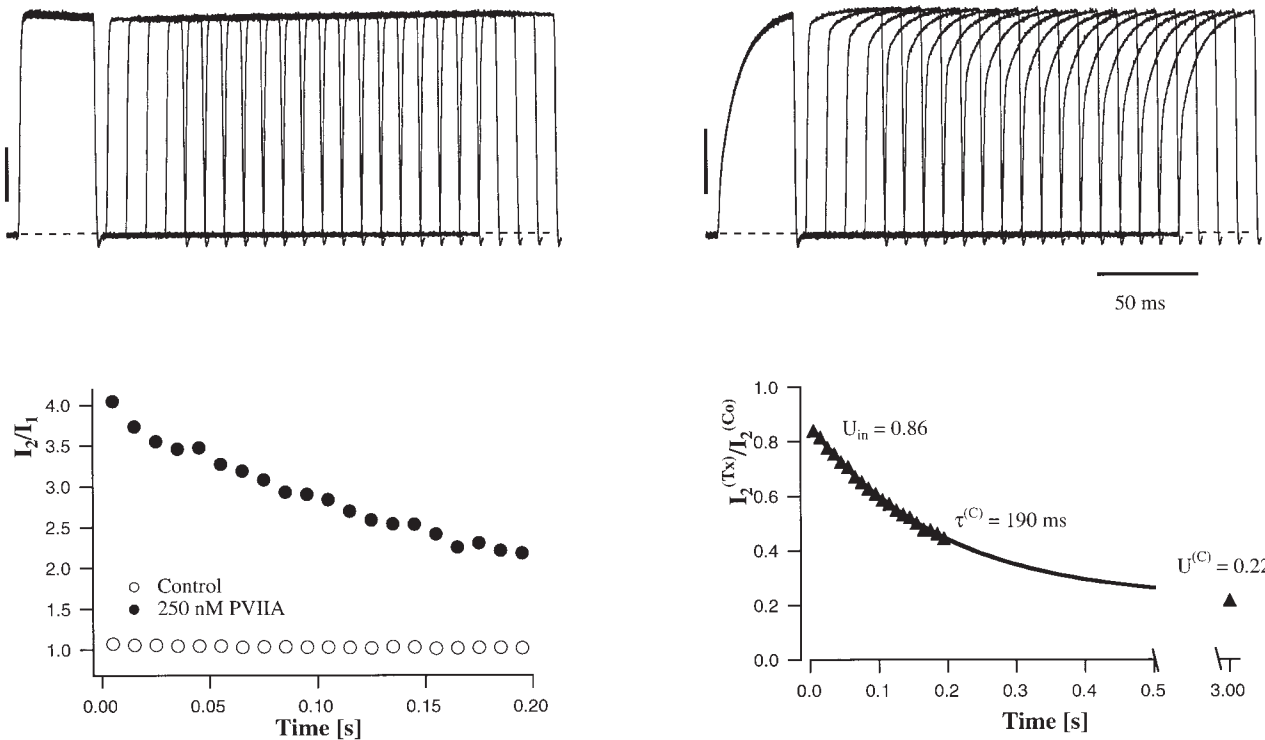 50 ms
I₂/I₁
4.0
3.5
3.0
2.5
2.0
1.5
1.0
Control
250 nM PVIIA
0.00
0.05
0.10
0.15
0.20
Time [s]
I₂⁽ᵀˣ⁾/I₂⁽ᶜᵒ⁾
1.0
0.8
0.6
0.4
0.2
0.0
U_in = 0.86
τ⁽ᶜ⁾ = 190 ms
U⁽ᶜ⁾ = 0.22
0.0
0.1
0.2
0.3
0.4
0.5
3.00
Time [s]